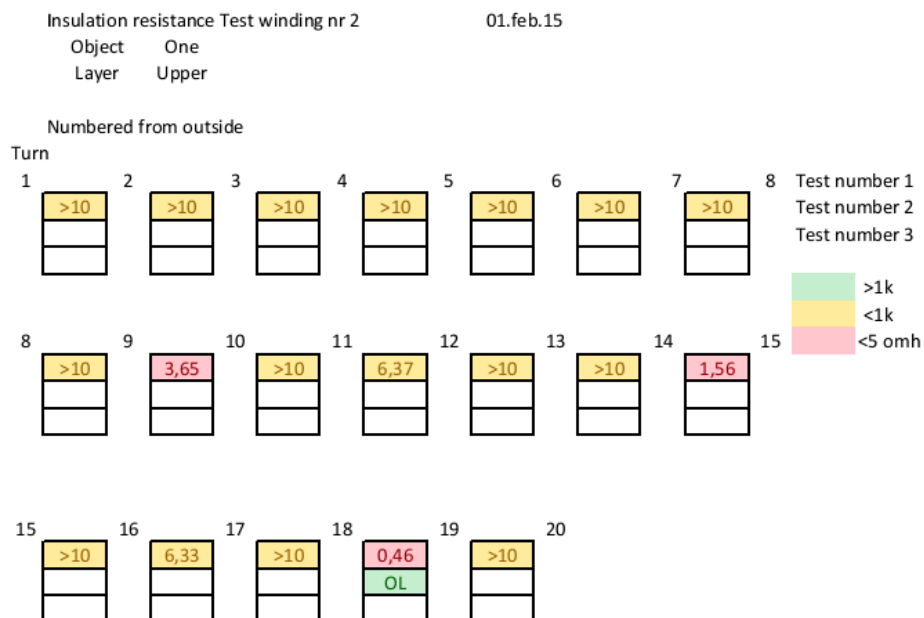 Insulation resistance Test winding nr 2 01.feb.15
Object One
Layer Upper
Numbered from outside
Turn
1 2 3 4 5 6 7 8 Test number 1
>10 >10 >10 >10 >10 >10 >10 Test number 2
Test number 3
>1k
<1k
8 9 10 11 12 13 14 15 <5 omh
>10 3,65 >10 6,37 >10 >10 1,56
15 16 17 18 19 20
>10 6,33 >10 0,46 >10
OL